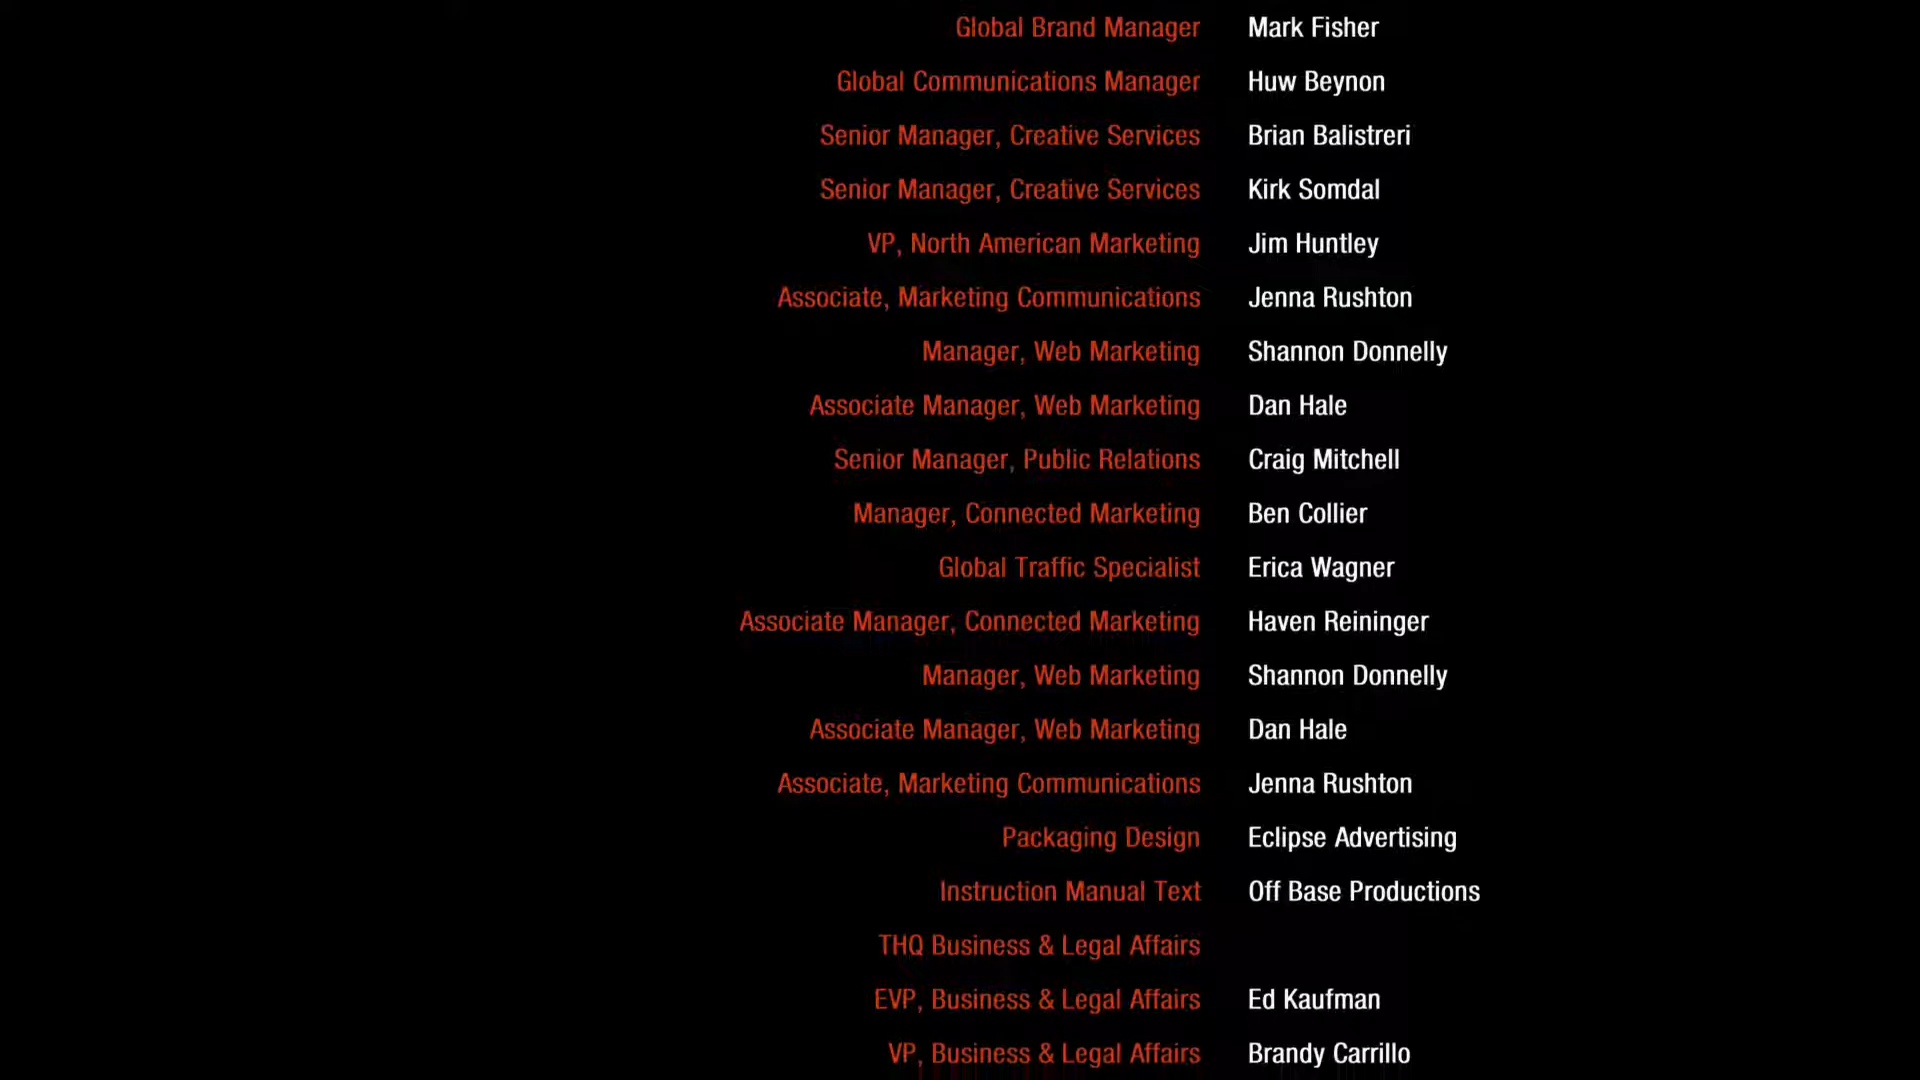 Global Brand Manager Mark Fisher
Global Communications Manager Huw Beynon
Senior Manager, Creative Services Brian Balistreri
Senior Manager, Creative Services Kirk Somdal
VP, North American Marketing Jim Huntley
Associate, Marketing Communications Jenna Rushton
Manager, Web Marketing Shannon Donnelly
Associate Manager, Web Marketing Dan Hale
Senior Manager, Public Relations Craig Mitchell
Manager, Connected Marketing Ben Collier
Global Traffic Specialist Erica Wagner
Associate Manager, Connected Marketing Haven Reininger
Manager, Web Marketing Shannon Donnelly
Associate Manager, Web Marketing Dan Hale
Associate, Marketing Communications Jenna Rushton
Packaging Design Eclipse Advertising
Instruction Manual Text Off Base Productions
THQ Business & Legal Affairs
EVP, Business & Legal Affairs Ed Kaufman
VP, Business & Legal Affairs Brandy Carrillo